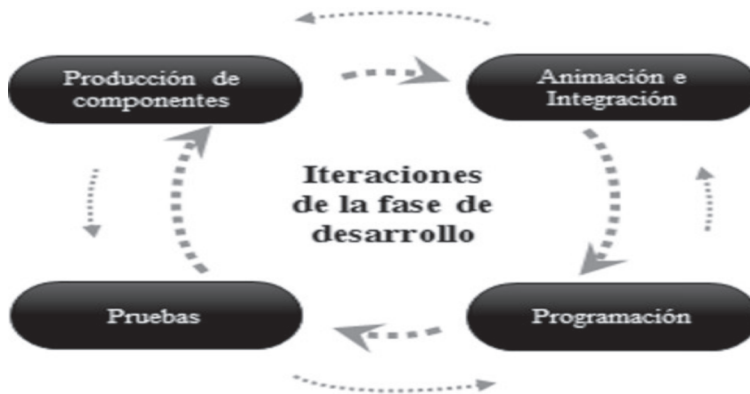 Producción de
componentes
Animación e
Integración
Iteraciones
de la fase de
desarrollo
Pruebas
Programación